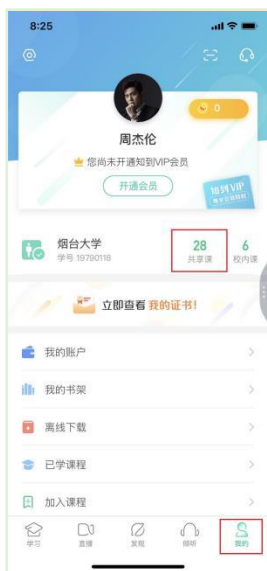 8:25
0
周杰伦
您尚未开通知到VIP会员
开通会员
知到VIP
烟台大学
学号 19790118
28
共享课
6
校内课
立即查看 我的证书!
我的账户
我的书架
离线下载
已学课程
加入课程
学习
直播
发现
倾听
我的